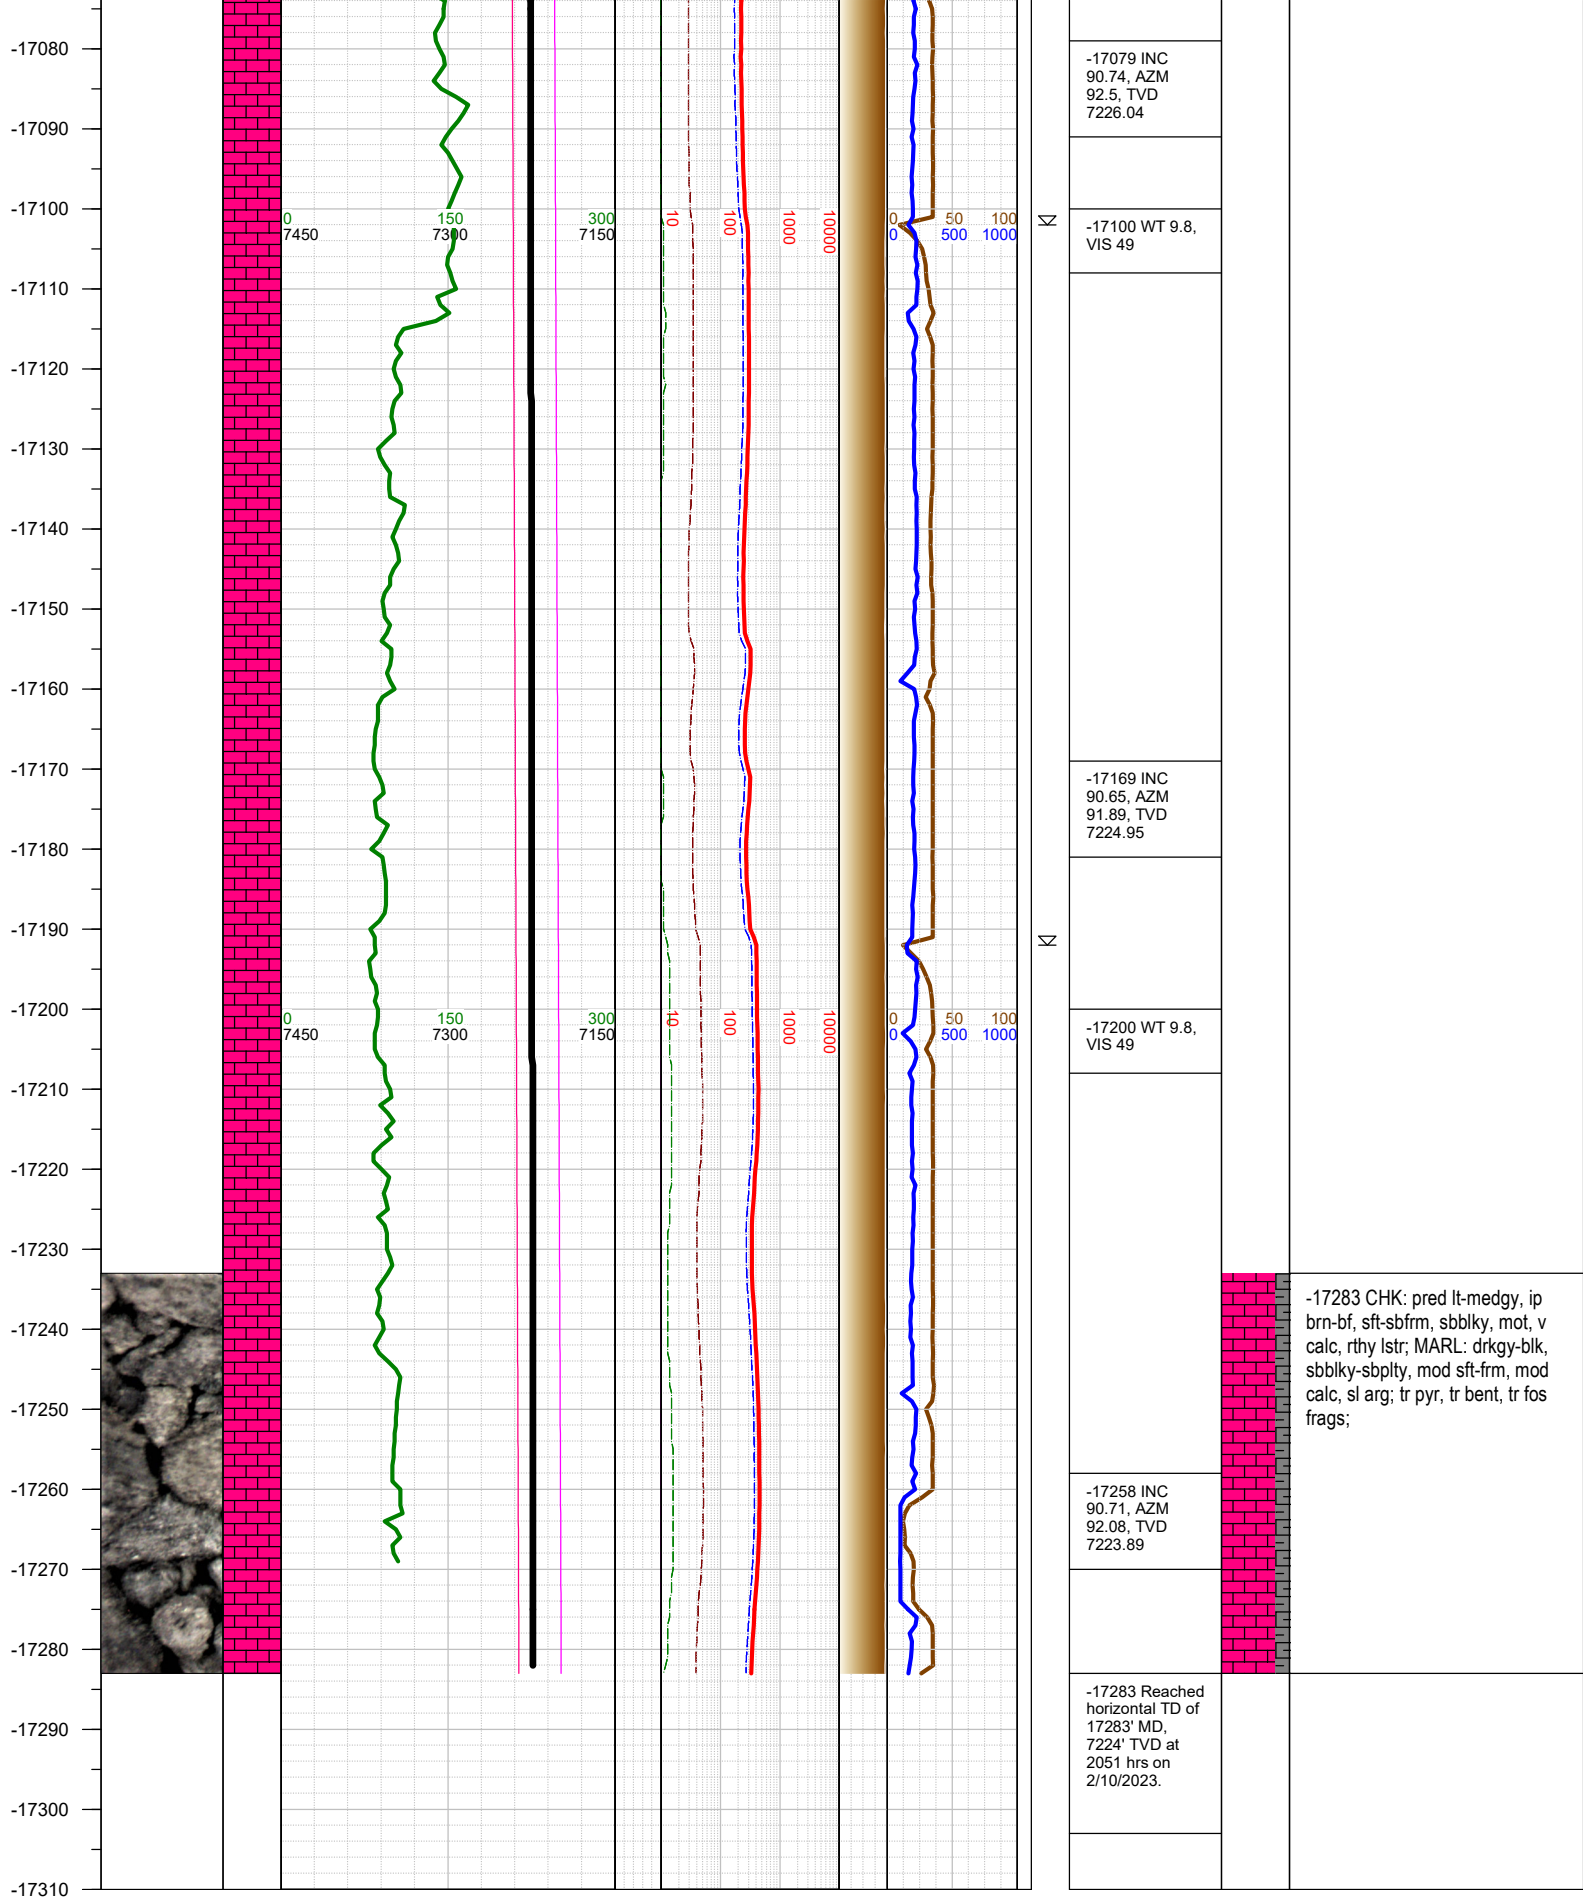 -17080
-17090
-17100
-17110
-17120
-17130
-17140
-17150
-17160
-17170
-17180
-17190
-17200
-17210
-17220
-17230
-17240
-17250
-17260
-17270
-17280
-17290
-17300
-17310
0 150 300
7450 7300 7150
10 100 1000 10000
0 50 100
0 500 1000
0 150 300
7450 7300 7150
10 100 1000 10000
0 50 100
0 500 1000
-17079 INC
90.74, AZM
92.5, TVD
7226.04
-17100 WT 9.8,
VIS 49
-17169 INC
90.65, AZM
91.89, TVD
7224.95
-17200 WT 9.8,
VIS 49
-17258 INC
90.71, AZM
92.08, TVD
7223.89
-17283 Reached
horizontal TD of
17283' MD,
7224' TVD at
2051 hrs on
2/10/2023.
-17283 CHK: pred lt-medgy, ip
brn-bf, sft-sbfrm, sbblky, mot, v
calc, rthy lstr; MARL: drkgy-blk,
sbblky-sbplty, mod sft-frm, mod
calc, sl arg; tr pyr, tr bent, tr fos
frags;